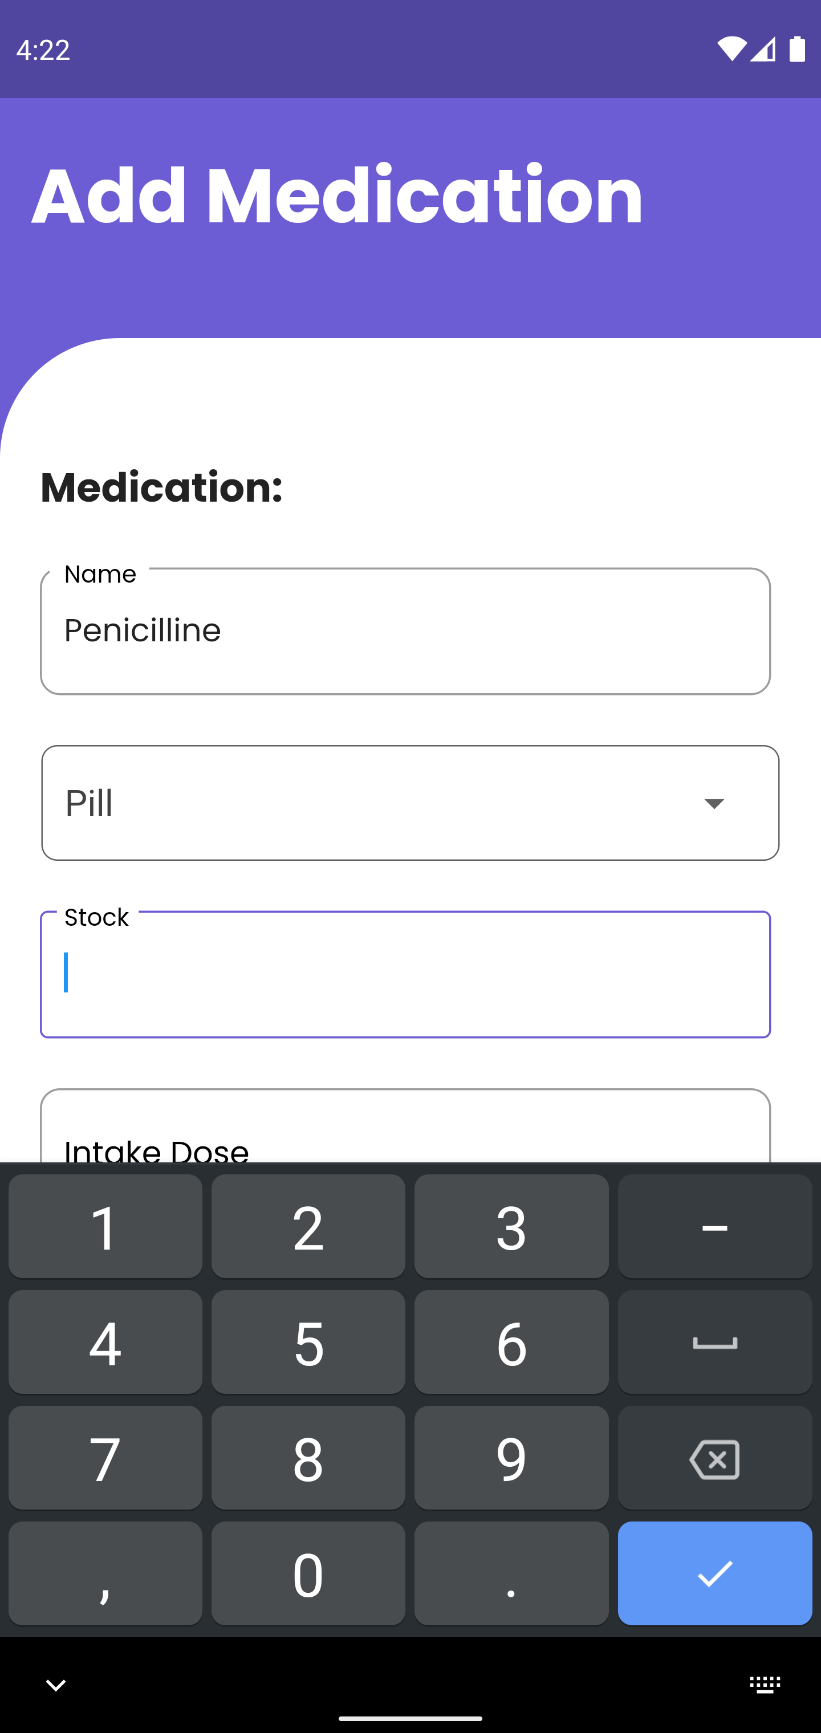 4:22
Add Medication
Medication:
Name
Penicilline
Pill
Stock
Intake Dose
1 2 3 -
4 5 6
7 8 9
, 0 .